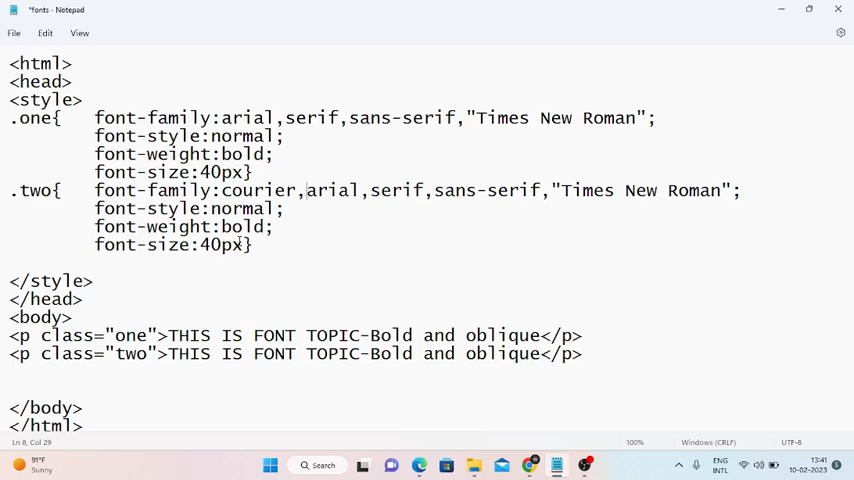 *fonts - Notepad
File Edit View
<html>
<head>
<style>
.one{ font-family:arial,serif,sans-serif,"Times New Roman";
font-style:normal;
font-weight:bold;
font-size:40px}
.two{ font-family:courier,arial,serif,sans-serif,"Times New Roman";
font-style:normal;
font-weight:bold;
font-size:40px}
</style>
</head>
<body>
<p class="one">THIS IS FONT TOPIC-Bold and oblique</p>
<p class="two">THIS IS FONT TOPIC-Bold and oblique</p>
</body>
</html>
Ln 8, Col 29 100% Windows (CRLF) UTF-8
91°F
Sunny
Search
ENG
INTL
13:41
10-02-2023
5